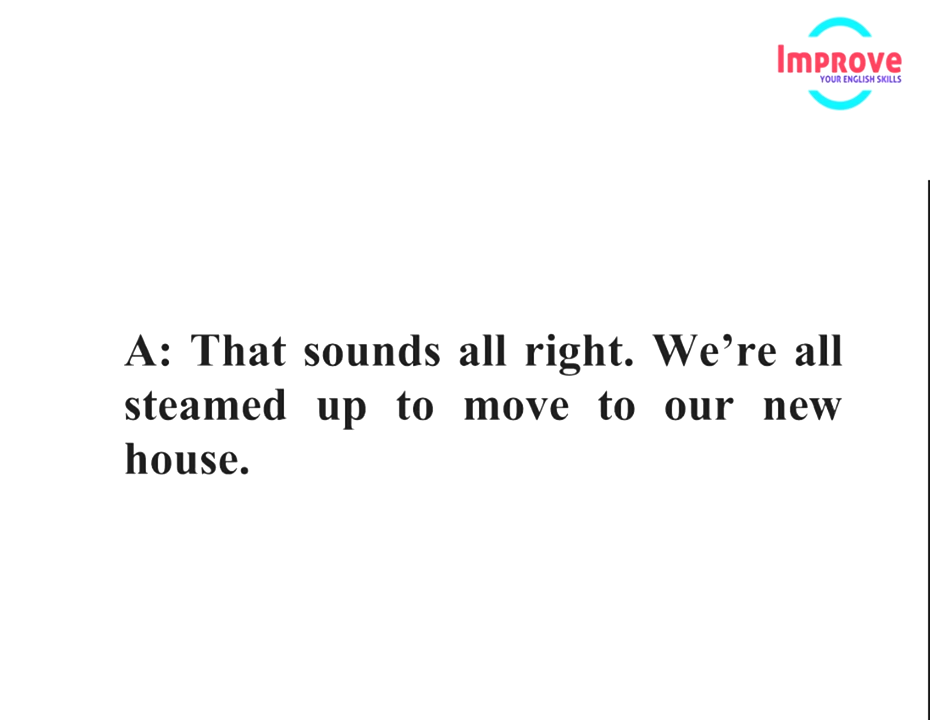 Improve
YOUR ENGLISH SKILLS
A: That sounds all right. We’re all
steamed up to move to our new
house.